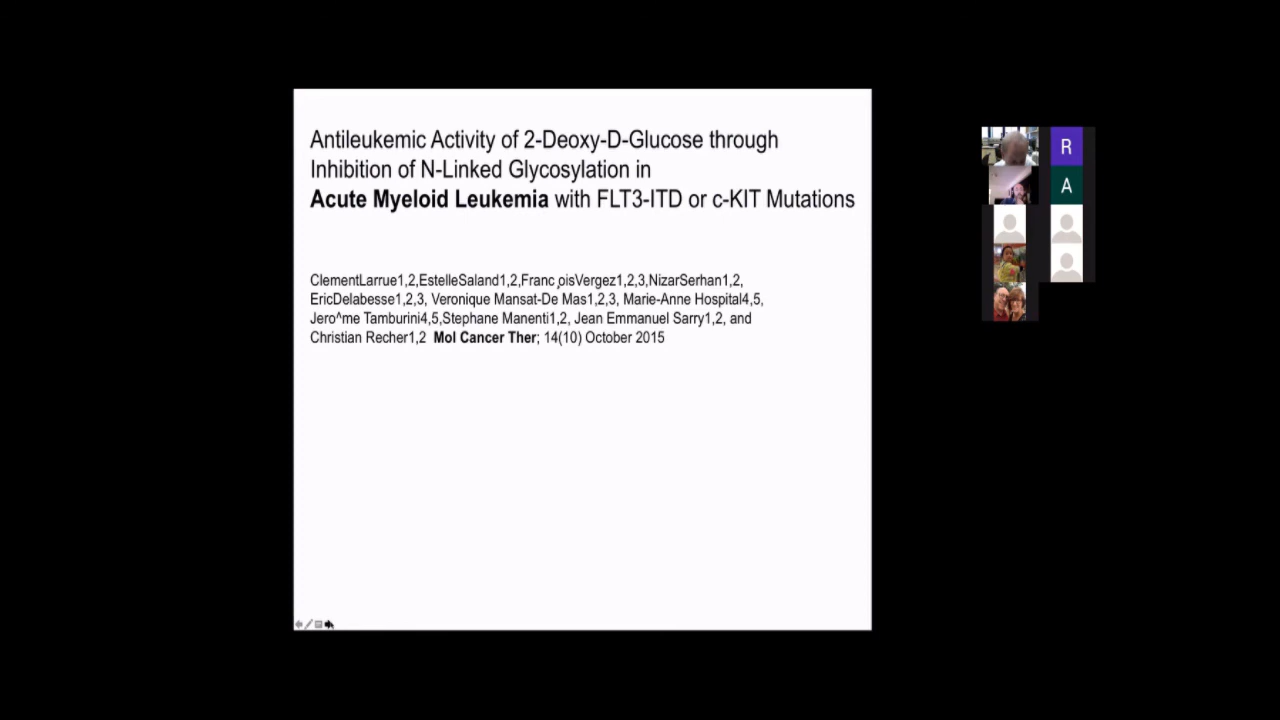 Antileukemic Activity of 2-Deoxy-D-Glucose through
Inhibition of N-Linked Glycosylation in
Acute Myeloid Leukemia with FLT3-ITD or c-KIT Mutations
ClementLarrue1,2,EstelleSaland1,2,Franc ̧oisVergez1,2,3,NizarSerhan1,2,
EricDelabesse1,2,3, Veronique Mansat-De Mas1,2,3, Marie-Anne Hospital4,5,
Jero^me Tamburini4,5,Stephane Manenti1,2, Jean Emmanuel Sarry1,2, and
Christian Recher1,2 Mol Cancer Ther; 14(10) October 2015
R
A